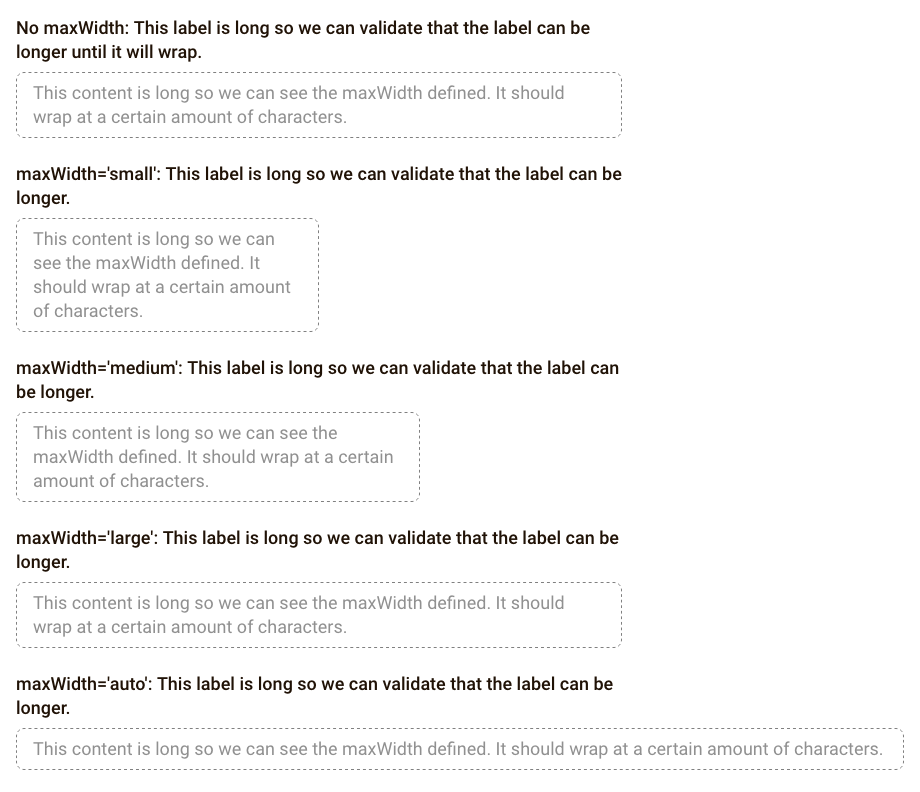 No maxWidth: This label is long so we can validate that the label can be
longer until it will wrap.
This content is long so we can see the maxWidth defined. It should
wrap at a certain amount of characters.
maxWidth='small': This label is long so we can validate that the label can be
longer.
This content is long so we can
see the maxWidth defined. It
should wrap at a certain amount
of characters.
maxWidth='medium': This label is long so we can validate that the label can
be longer.
This content is long so we can see the
maxWidth defined. It should wrap at a certain
amount of characters.
maxWidth='large': This label is long so we can validate that the label can be
longer.
This content is long so we can see the maxWidth defined. It should
wrap at a certain amount of characters.
maxWidth='auto': This label is long so we can validate that the label can be
longer.
This content is long so we can see the maxWidth defined. It should wrap at a certain amount of characters.